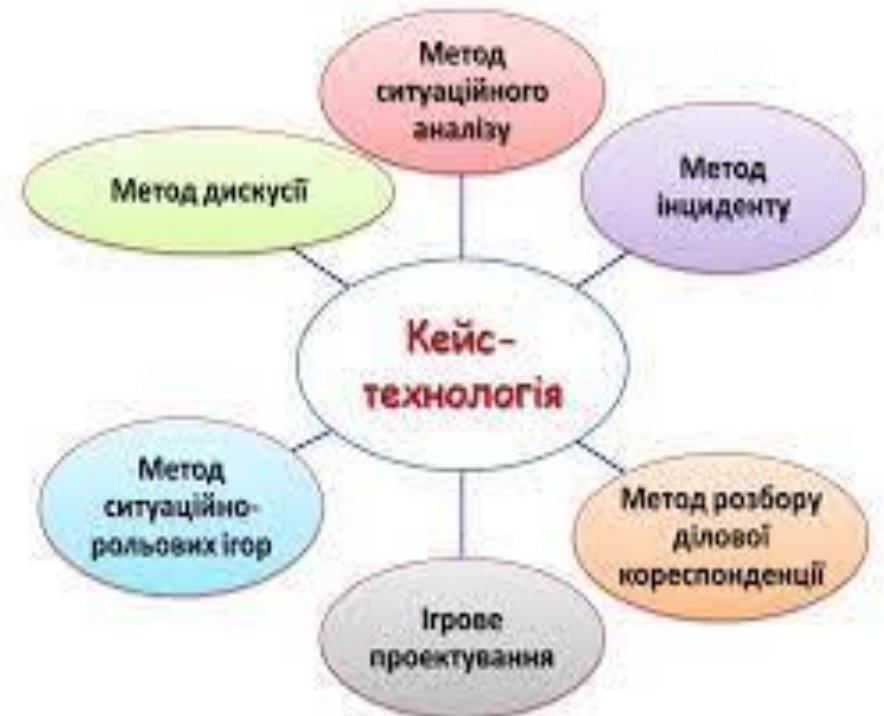 Метод
ситуаційного
аналізу
Метод дискусії
Метод
інциденту
Кейс-
технологія
Метод
ситуаційно-
рольових ігор
Метод розбору
ділової
кореспонденції
Ігрове
проектування